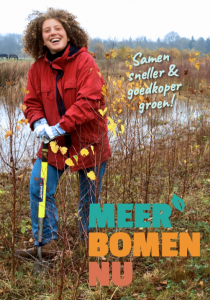 Samen
sneller &
goedkoper
groen!
MEER
BOMEN
NU